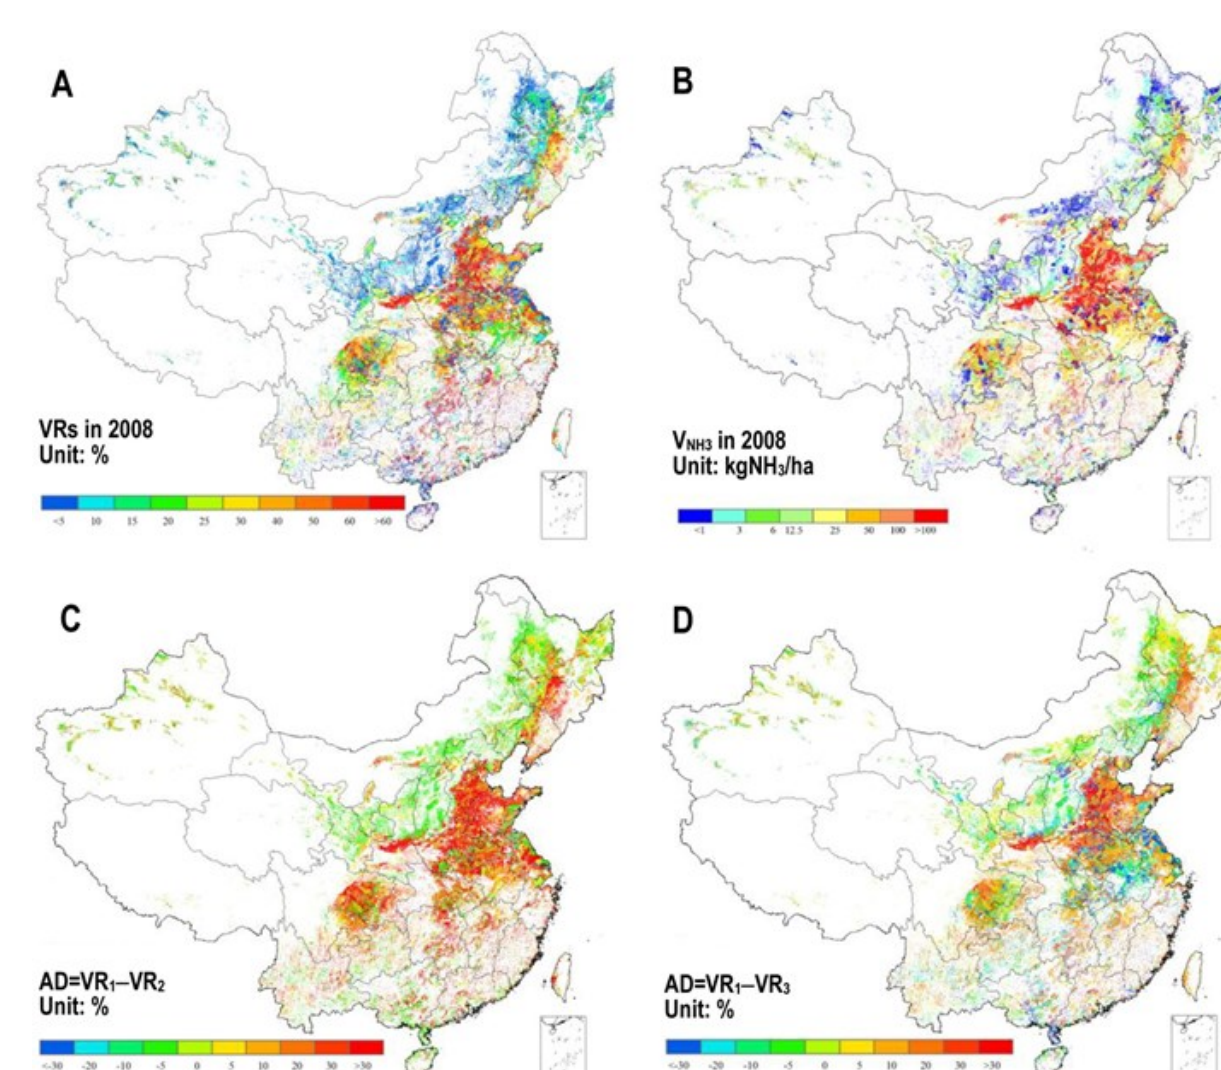 A
VRs in 2008
Unit: %
<5 10 15 20 25 30 40 50 60 >60
B
VNH3 in 2008
Unit: kgNH3/ha
<1 3 6 12.5 25 50 100 >100
C
AD=VR1–VR2
Unit: %
<-30 -20 -10 -5 0 5 10 20 30 >30
D
AD=VR1–VR3
Unit: %
<-30 -20 -10 -5 0 5 10 20 30 >30